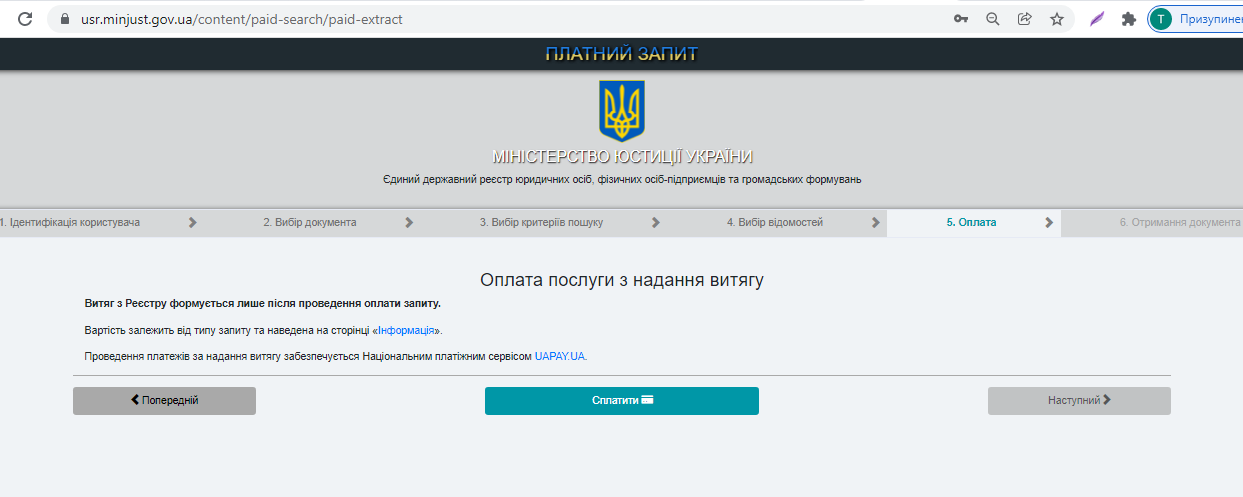 usr.minjust.gov.ua/content/paid-search/paid-extract
T
Призупинен
ПЛАТНИЙ ЗАПИТ
МІНІСТЕРСТВО ЮСТИЦІЇ УКРАЇНИ
Єдиний державний реєстр юридичних осіб, фізичних осіб-підприємців та громадських формувань
1. Ідентифікація користувача 2. Вибір документа 3. Вибір критеріїв пошуку 4. Вибір відомостей 5. Оплата 6. Отримання документа
Оплата послуги з надання витягу
Витяг з Реєстру формується лише після проведення оплати запиту.
Вартість залежить від типу запиту та наведена на сторінці «Інформація».
Проведення платежів за надання витягу забезпечується Національним платіжним сервісом UAPAY.UA.
Попередній Сплатити Наступний